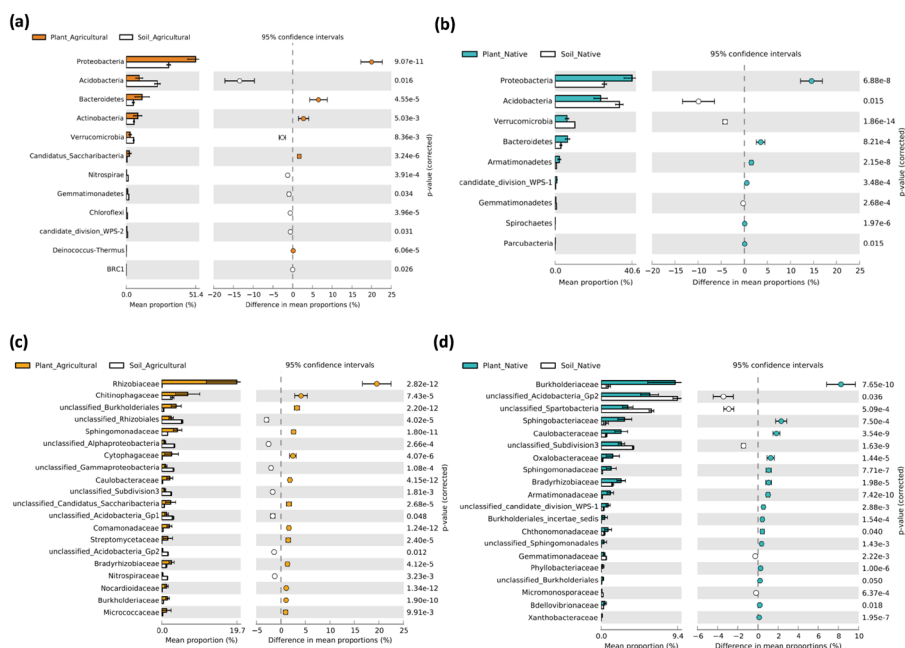 (a)
Plant_Agricultural Soil_Agricultural 95% confidence intervals
Proteobacteria 9.07e-11
Acidobacteria 0.016
Bacteroidetes 4.55e-5
Actinobacteria 5.03e-3
Verrucomicrobia 8.36e-3
Candidatus_Saccharibacteria 3.24e-6
Nitrospirae 3.91e-4
Gemmatimonadetes 0.034
Chloroflexi 3.96e-5
candidate_division_WPS-2 0.031
Deinococcus-Thermus 6.06e-5
BRC1 0.026
p-value (corrected)
0.0 51.4 −20 −15 −10 −5 0 5 10 15 20 25
Mean proportion (%) Difference in mean proportions (%)
(b)
Plant_Native Soil_Native 95% confidence intervals
Proteobacteria 6.88e-8
Acidobacteria 0.015
Verrucomicrobia 1.86e-14
Bacteroidetes 8.21e-4
Armatimonadetes 2.15e-8
candidate_division_WPS-1 3.48e-4
Gemmatimonadetes 2.68e-4
Spirochaetes 1.97e-6
Parcubacteria 0.015
p-value (corrected)
0.0 40.6 −20 −15 −10 −5 0 5 10 15 20 25
Mean proportion (%) Difference in mean proportions (%)
(c)
Plant_Agricultural Soil_Agricultural
95% confidence intervals
Rhizobiaceae 2.82e-12
Chitinophagaceae 7.43e-5
unclassified_Burkholderiales 2.20e-12
unclassified_Rhizobiales 4.02e-5
Sphingomonadaceae 1.80e-11
unclassified_Alphaproteobacteria 2.66e-4
Cytophagaceae 4.07e-6
unclassified_Gammaproteobacteria 1.08e-4
Caulobacteraceae 4.15e-12
unclassified_Subdivision3 1.81e-3
unclassified_Candidatus_Saccharibacteria 2.68e-5
unclassified_Acidobacteria_Gp1 0.048
Comamonadaceae 1.24e-12
Streptomycetaceae 2.40e-5
unclassified_Acidobacteria_Gp2 0.012
Bradyrhizobiaceae 4.12e-5
Nitrospiraceae 3.23e-3
Nocardioidaceae 1.34e-12
Burkholderiaceae 1.90e-10
Micrococcaceae 9.91e-3
p-value (corrected)
0.0 19.7 −5 0 5 10 15 20 25
Mean proportion (%) Difference in mean proportions (%)
(d)
Plant_Native Soil_Native
95% confidence intervals
Burkholderiaceae 7.65e-10
unclassified_Acidobacteria_Gp2 0.036
unclassified_Spartobacteria 5.09e-4
Sphingobacteriaceae 7.50e-4
Caulobacteraceae 3.54e-9
unclassified_Subdivision3 1.63e-9
Oxalobacteraceae 1.44e-5
Sphingomonadaceae 7.71e-7
Bradyrhizobiaceae 1.98e-5
Armatimonadaceae 7.42e-10
unclassified_candidate_division_WPS-1 2.88e-3
Burkholderiales_incertae_sedis 1.54e-4
Chthonomonadaceae 0.040
unclassified_Sphingomonadales 1.43e-3
Gemmatimonadaceae 2.22e-3
Phyllobacteriaceae 1.00e-6
unclassified_Burkholderiales 0.050
Micromonosporaceae 6.37e-4
Bdellovibrionaceae 0.018
Xanthobacteraceae 1.95e-7
p-value (corrected)
0.0 9.4 −6 −4 −2 0 2 4 6 8 10
Mean proportion (%) Difference in mean proportions (%)